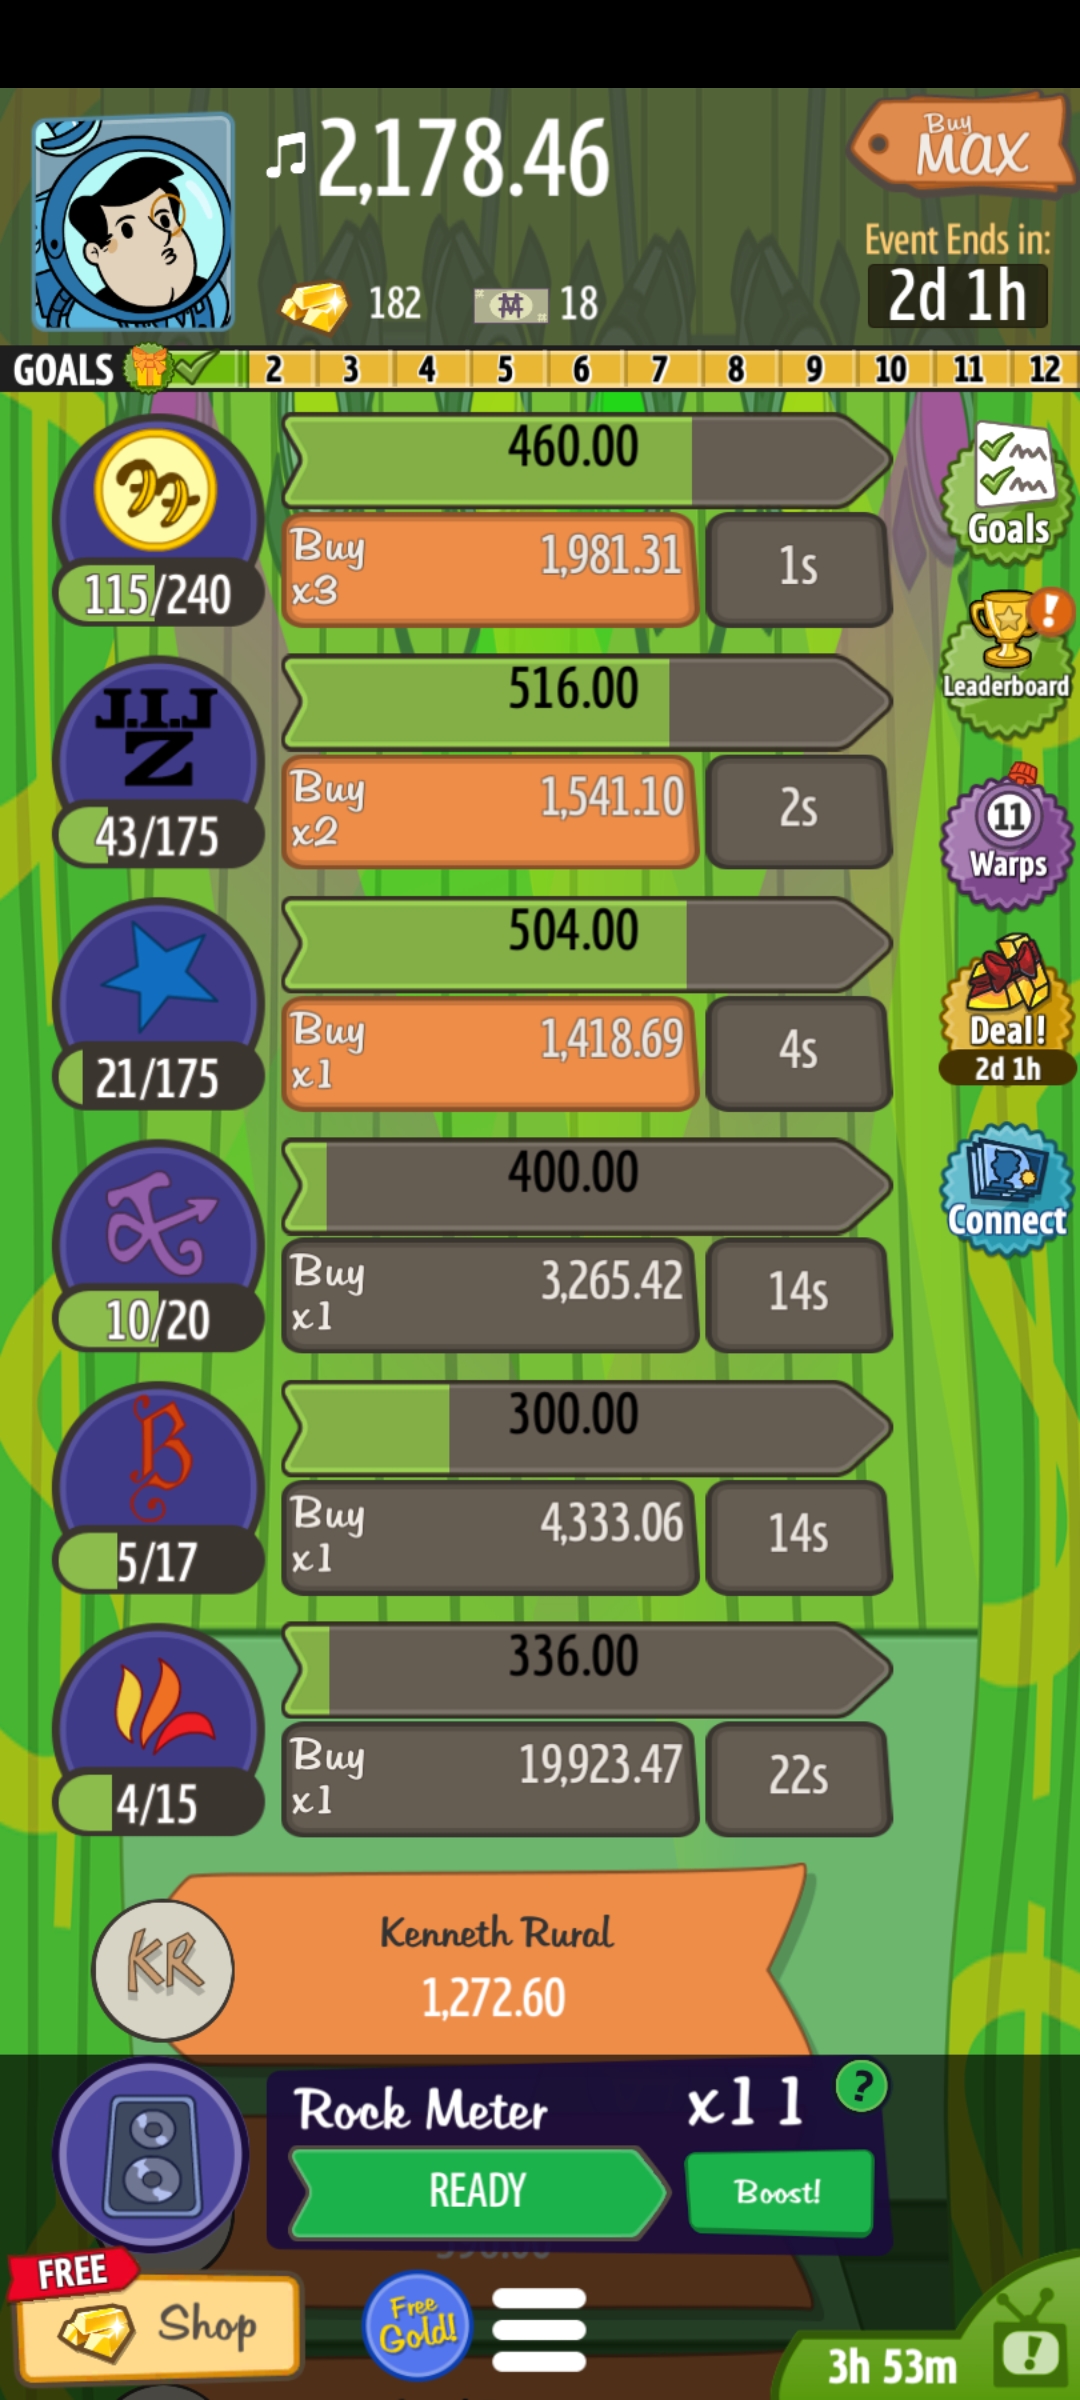 2,178.46
Buy
MAX
Event Ends in:
2d 1h
182
18
GOALS 2 3 4 5 6 7 8 9 10 11 12
460.00
115/240
Buy
x3
1,981.31
1s
Goals
J.I.J
Z
516.00
43/175
Buy
x2
1,541.10
2s
!
Leaderboard
11
Warps
504.00
21/175
Buy
x1
1,418.69
4s
Deal!
2d 1h
400.00
10/20
Buy
x1
3,265.42
14s
Connect
B
300.00
5/17
Buy
x1
4,333.06
14s
336.00
4/15
Buy
x1
19,923.47
22s
KR
Kenneth Rural
1,272.60
Rock Meter
x11
?
READY
Boost!
FREE
Shop
Free
Gold!
3h 53m
!